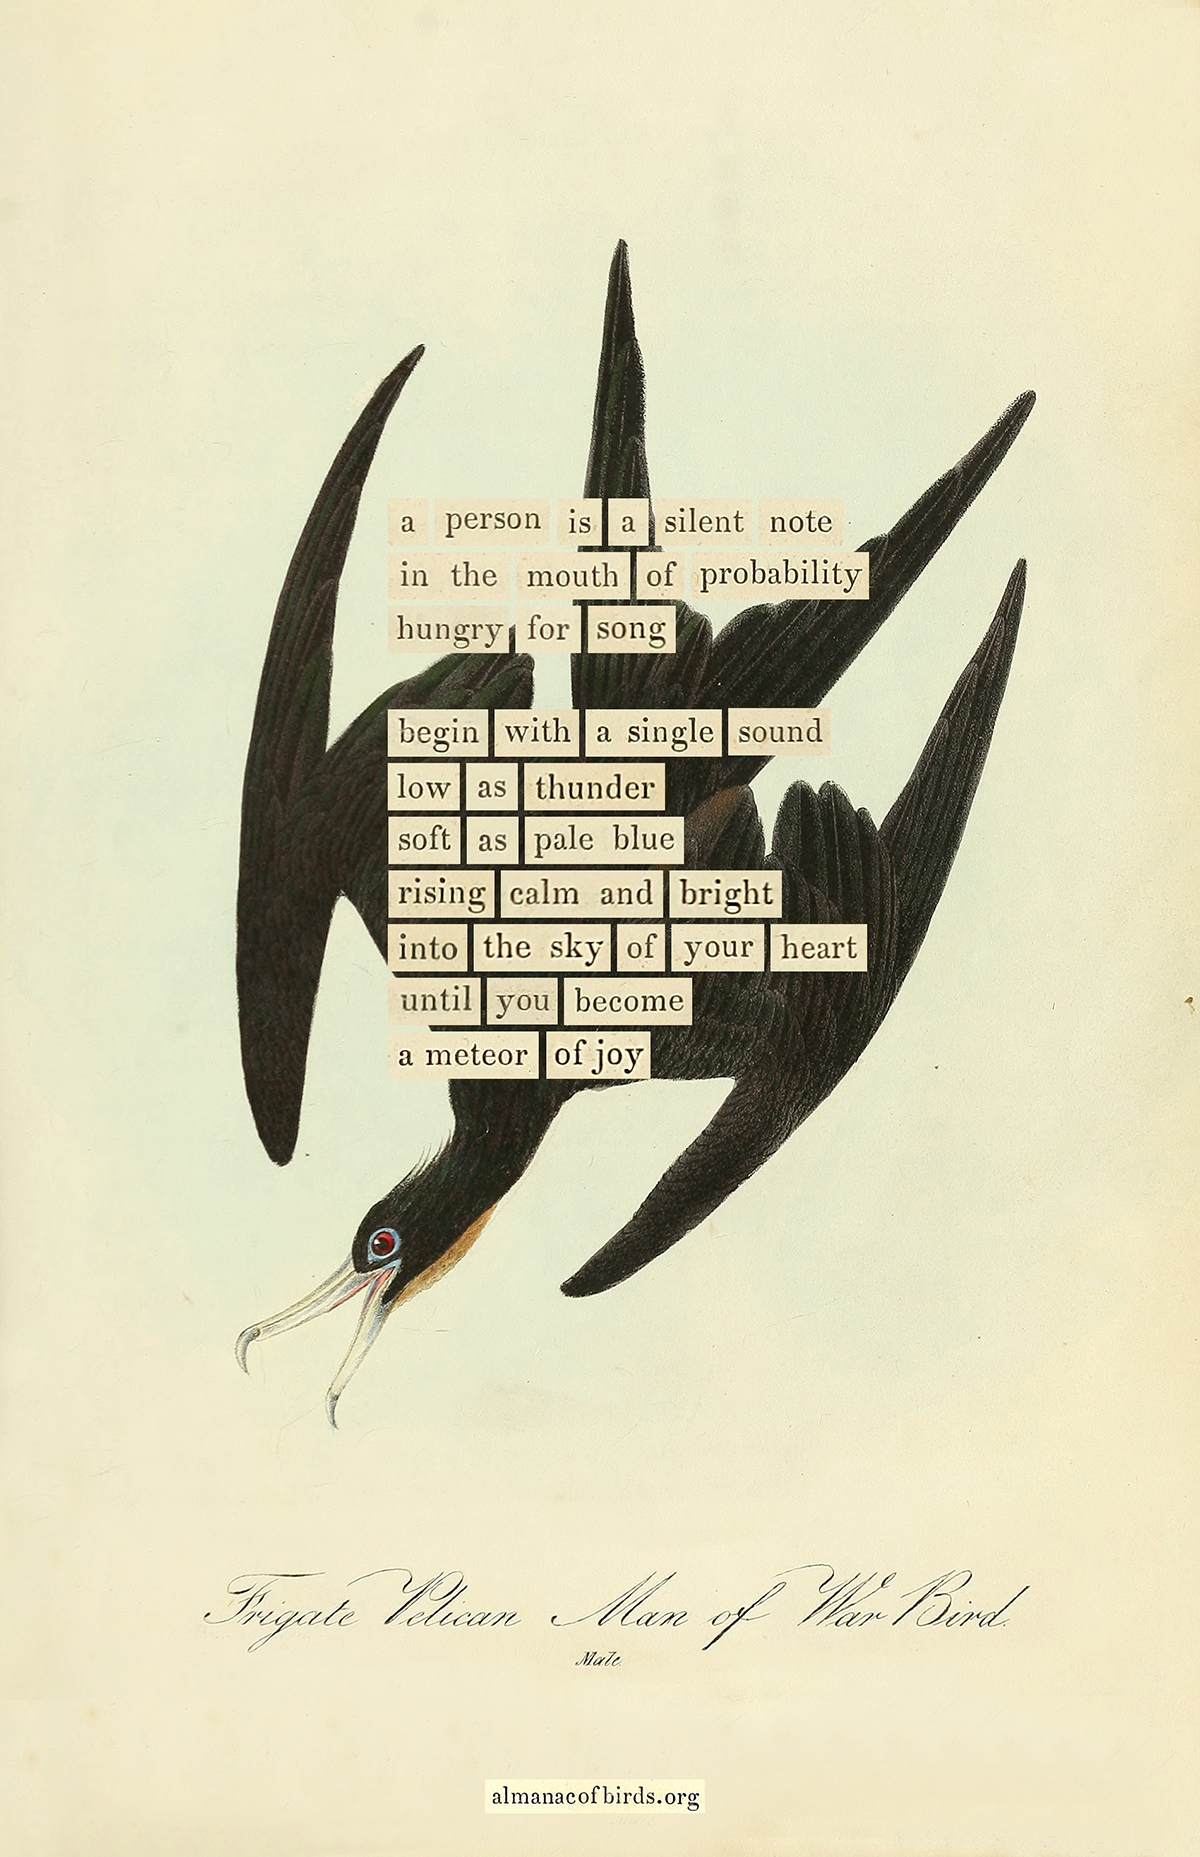 a person is a silent note
in the mouth of probability
hungry for song
begin with a single sound
low as thunder
soft as pale blue
rising calm and bright
into the sky of your heart
until you become
a meteor of joy
Frigate Pelican Man of War Bird.
Male.
almanacofbirds.org